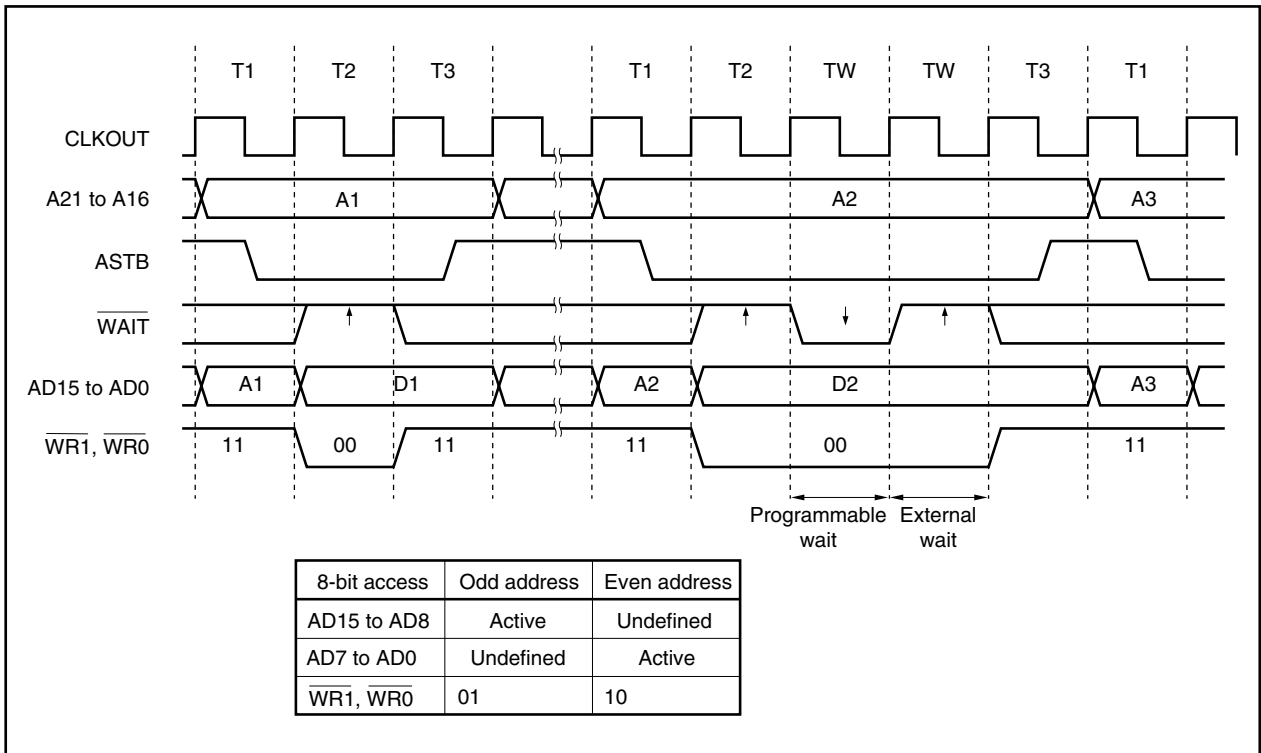 T1 T2 T3 T1 T2 TW TW T3 T1
CLKOUT
A21 to A16 A1 A2 A3
ASTB
WAIT
AD15 to AD0 A1 D1 A2 D2 A3
WR1, WR0 11 00 11 11 00 11
Programmable wait
External wait
8-bit access Odd address Even address
AD15 to AD8 Active Undefined
AD7 to AD0 Undefined Active
WR1, WR0 01 10